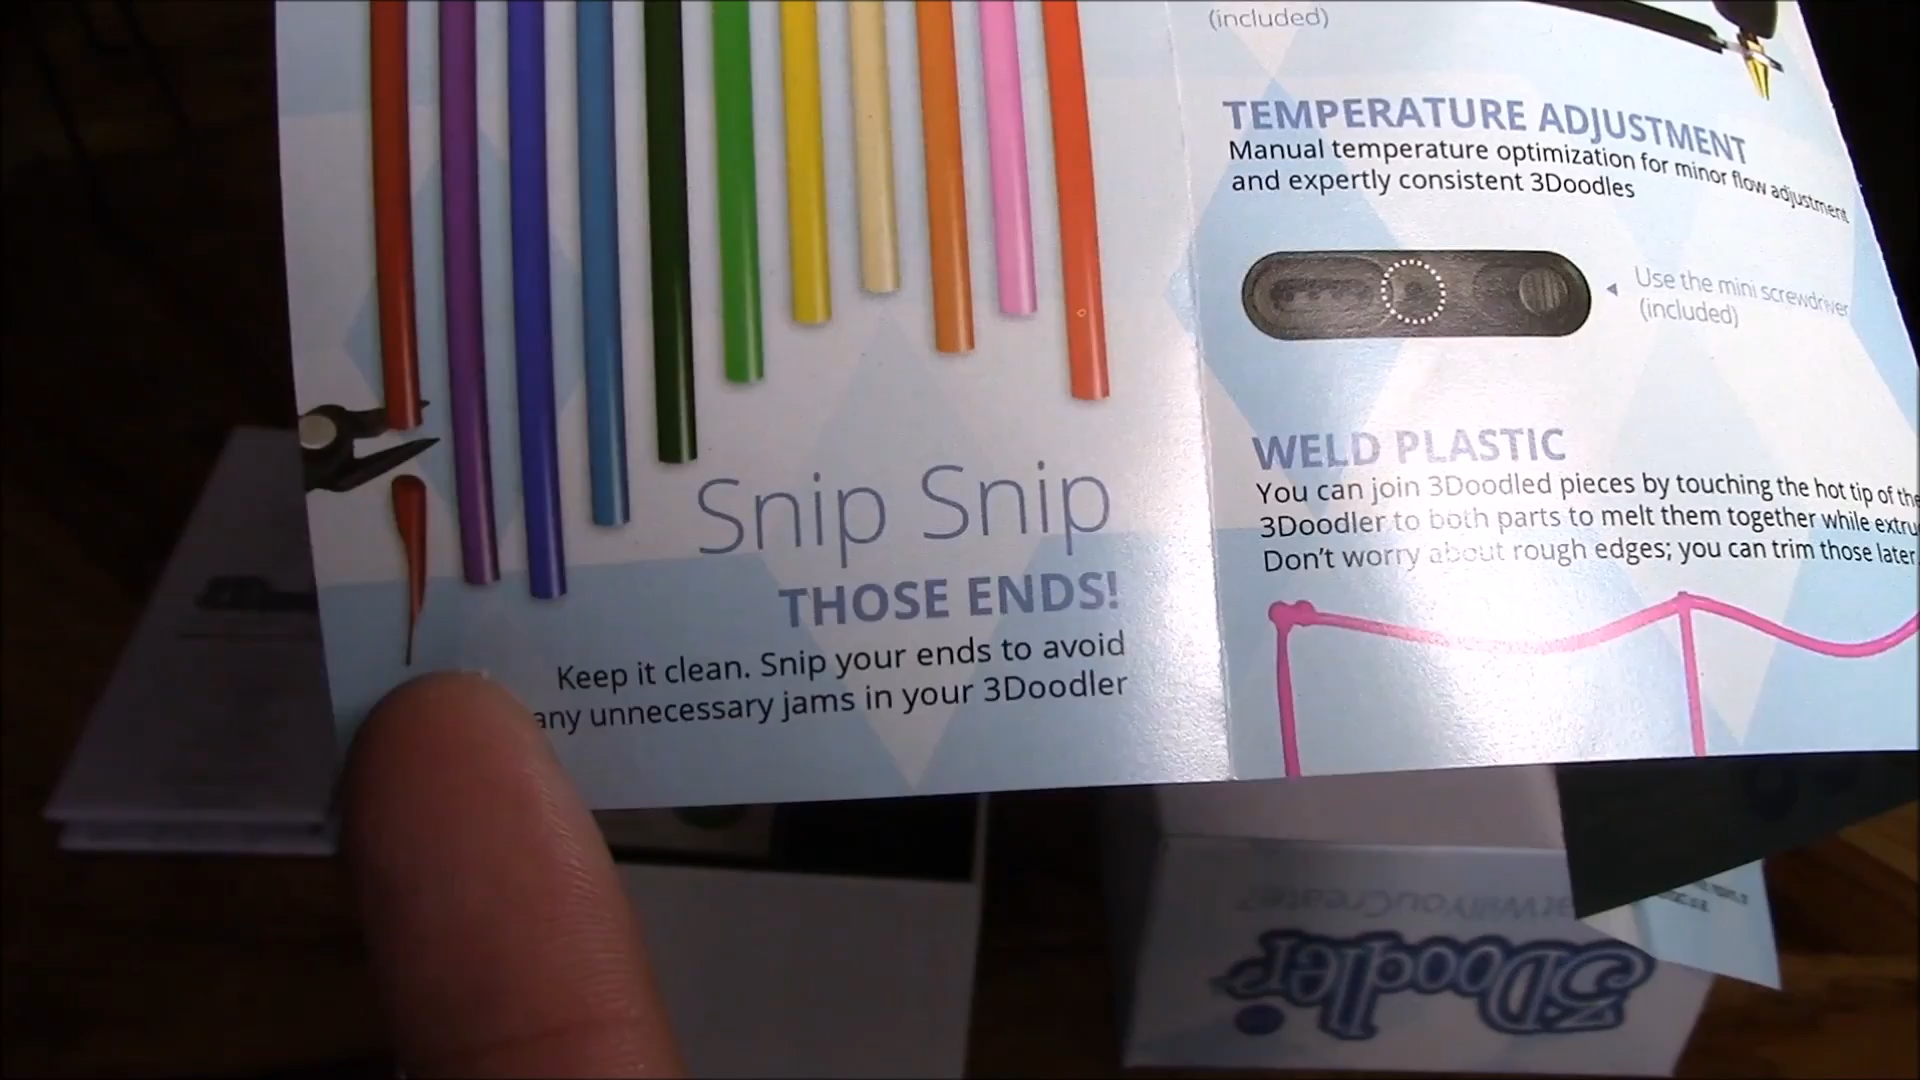 Snip Snip
THOSE ENDS!
Keep it clean. Snip your ends to avoid
any unnecessary jams in your 3Doodler
(included)
TEMPERATURE ADJUSTMENT
Manual temperature optimization for minor flow adjustment
and expertly consistent 3Doodles
Use the mini screwdriver
(included)
WELD PLASTIC
You can join 3Doodled pieces by touching the hot tip of the
3Doodler to both parts to melt them together while extru
Don't worry about rough edges; you can trim those later
3Doodler